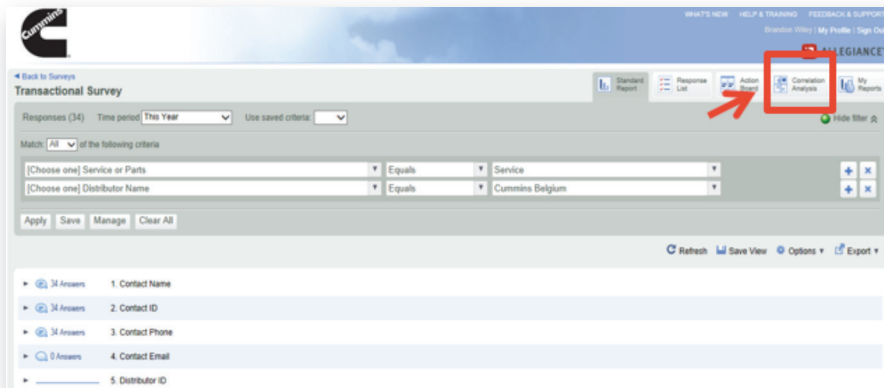 Cummins
WHAT'S NEW HELP & TRAINING FEEDBACK & SUPPORT
Brandon Wiley | My Profile | Sign Out
ALLEGIANCE
◄ Back to Surveys
Transactional Survey
Standard Report
Response List
Action Board
Correlation Analysis
My Reports
Responses (34) Time period This Year Use saved criteria:
Hide filter
Match: All of the following criteria
[Choose one] Service or Parts Equals Service
[Choose one] Distributor Name Equals Cummins Belgium
Apply Save Manage Clear All
Refresh Save View Options Export
34 Answers 1. Contact Name
34 Answers 2. Contact ID
34 Answers 3. Contact Phone
0 Answers 4. Contact Email
5. Distributor ID